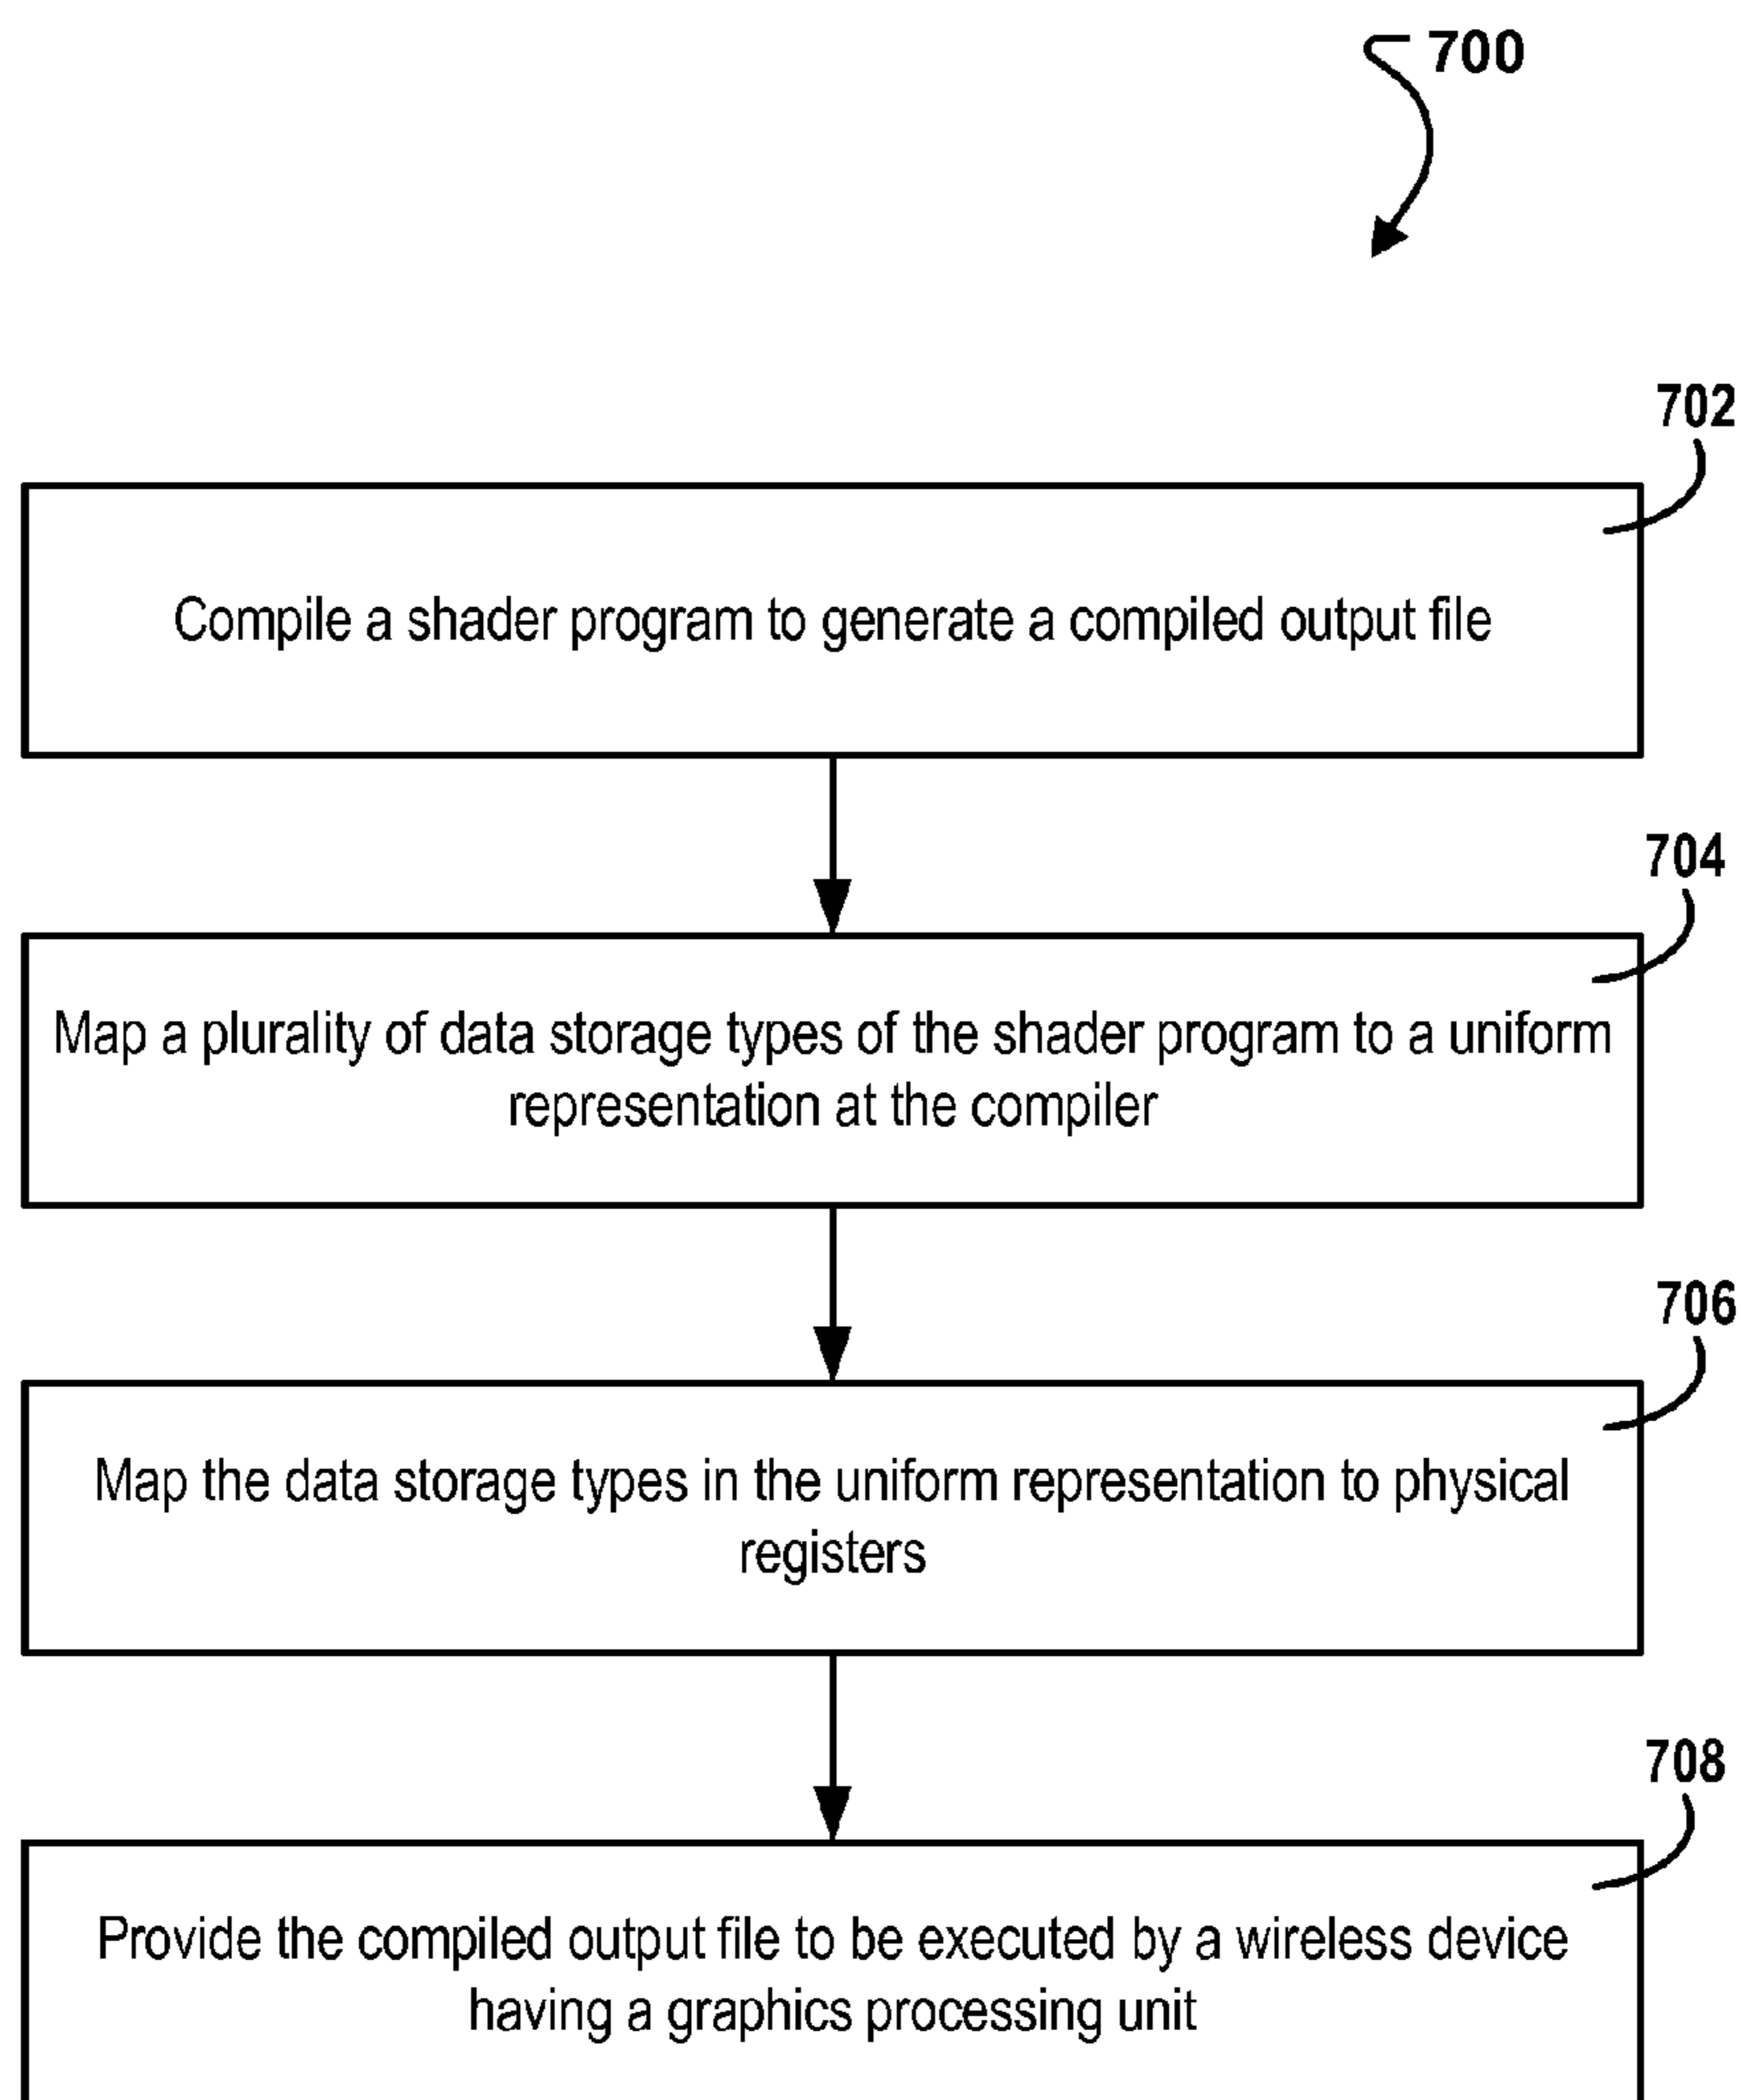 700
702
Compile a shader program to generate a compiled output file
704
Map a plurality of data storage types of the shader program to a uniform
representation at the compiler
706
Map the data storage types in the uniform representation to physical
registers
708
Provide the compiled output file to be executed by a wireless device
having a graphics processing unit